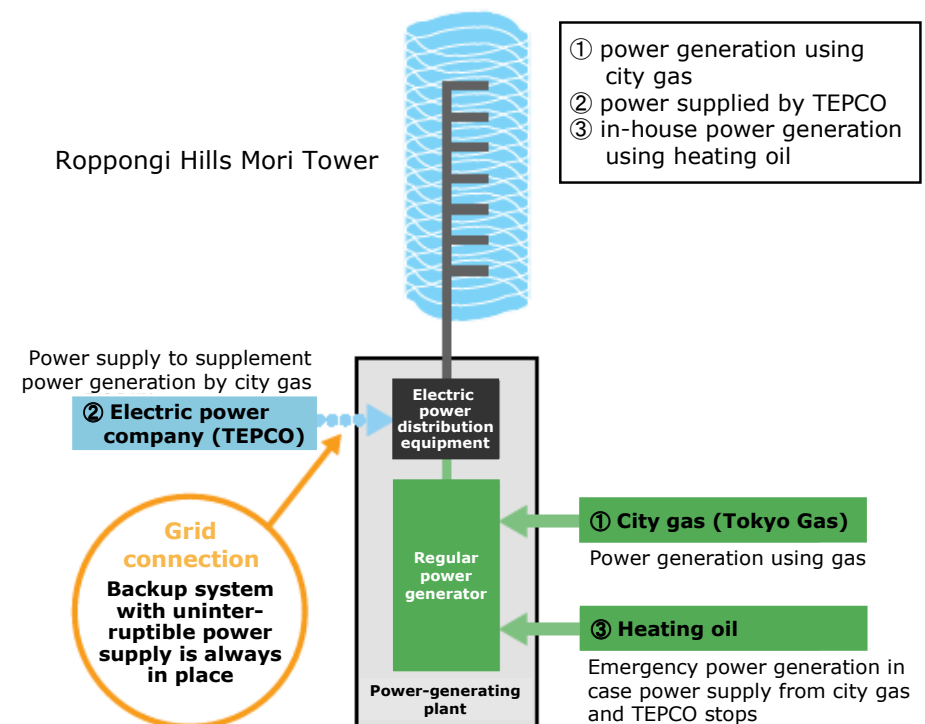 ① power generation using
city gas
② power supplied by TEPCO
③ in-house power generation
using heating oil
Roppongi Hills Mori Tower
Power supply to supplement
power generation by city gas
② Electric power
company (TEPCO)
Electric
power
distribution
equipment
Grid
connection
Backup system
with uninter-
ruptible power
supply is always
in place
Regular
power
generator
① City gas (Tokyo Gas)
Power generation using gas
③ Heating oil
Emergency power generation in
case power supply from city gas
and TEPCO stops
Power-generating
plant